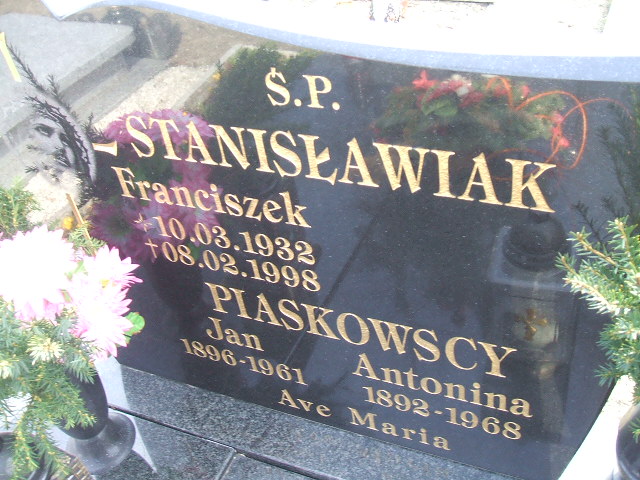 Ś.P.
STANISŁAWIAK
Franciszek
* 10.03.1932
+ 08.02.1998
PIASKOWSCY
Jan Antonina
1896-1961 1892-1968
Ave Maria